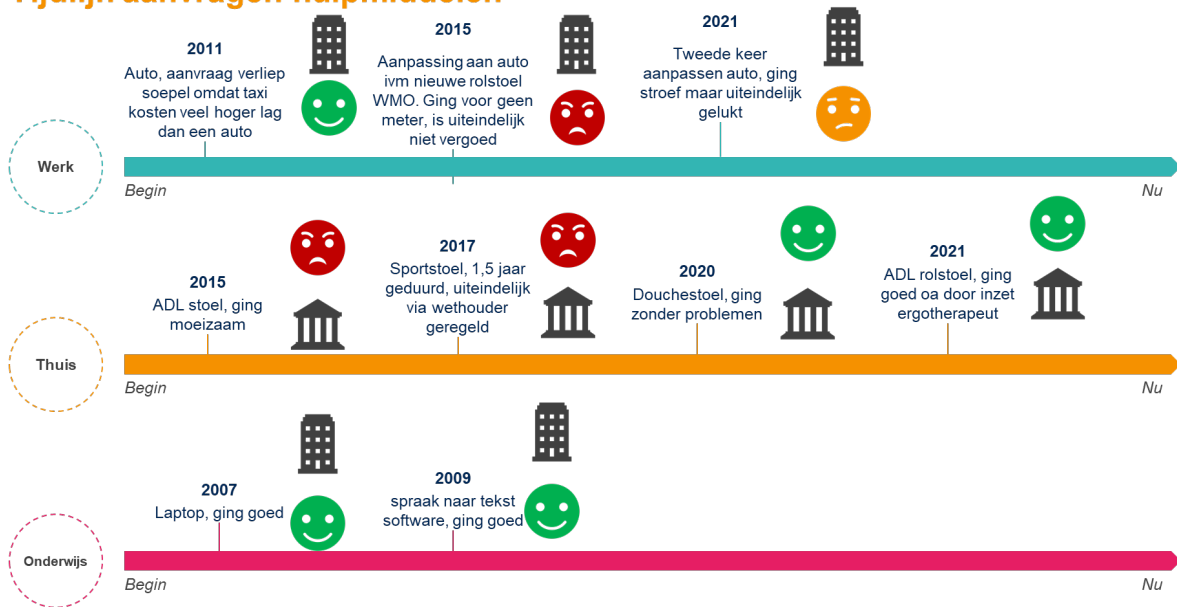 Tijdlijn aanvragen hulpmiddelen
2011
Auto, aanvraag verliep
soepel omdat taxi
kosten veel hoger lag
dan een auto
2015
Aanpassing aan auto
ivm nieuwe rolstoel
WMO. Ging voor geen
meter, is uiteindelijk
niet vergoed
2021
Tweede keer
aanpassen auto, ging
stroef maar uiteindelijk
gelukt
Werk
Begin
Nu
2015
ADL stoel, ging
moeizaam
2017
Sportstoel, 1,5 jaar
geduurd, uiteindelijk
via wethouder
geregeld
2020
Douchestoel, ging
zonder problemen
2021
ADL rolstoel, ging
goed oa door inzet
ergotherapeut
Thuis
Begin
Nu
2007
Laptop, ging goed
2009
spraak naar tekst
software, ging goed
Onderwijs
Begin
Nu